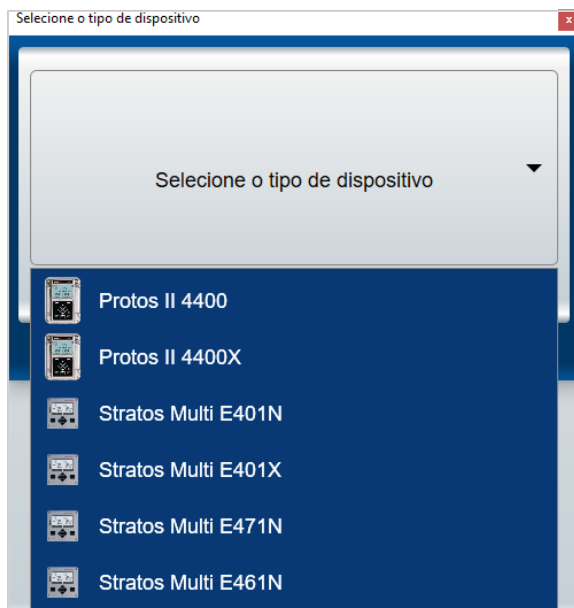 Selecione o tipo de dispositivo
x
Selecione o tipo de dispositivo
Protos II 4400
Protos II 4400X
Stratos Multi E401N
Stratos Multi E401X
Stratos Multi E471N
Stratos Multi E461N